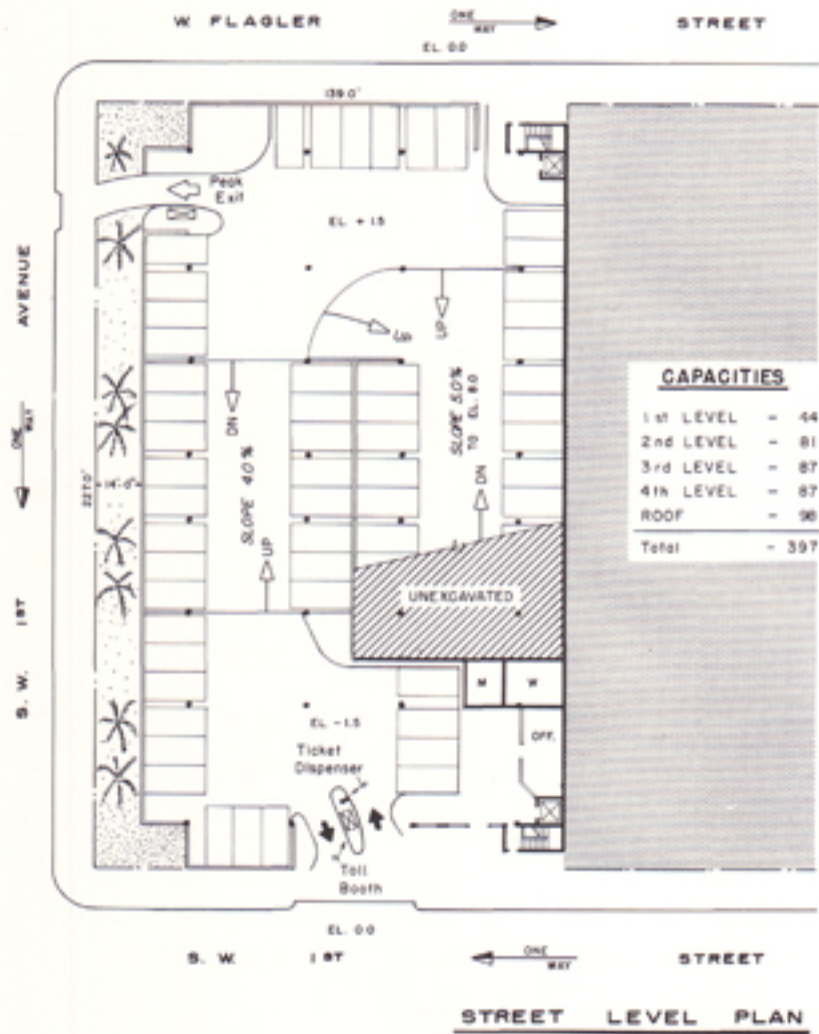 W. FLAGLER
ONE WAY
STREET
EL. 0.0
139.0'
Peak
Exit
EL. + 1.5
AVENUE
ONE WAY
S. W. 1ST
227.0'
14'-0"
UP
UP
DN
SLOPE 4.0%
UP
SLOPE 5.0%
TO EL. 8.0
DN
CAPACITIES
1st LEVEL - 44
2nd LEVEL - 81
3rd LEVEL - 87
4th LEVEL - 87
ROOF - 98
Total - 397
UNEXCAVATED
M
W
OFF.
EL. - 1.5
Ticket
Dispenser
Toll
Booth
EL. 0.0
S. W. 1ST
ONE WAY
STREET
STREET LEVEL PLAN